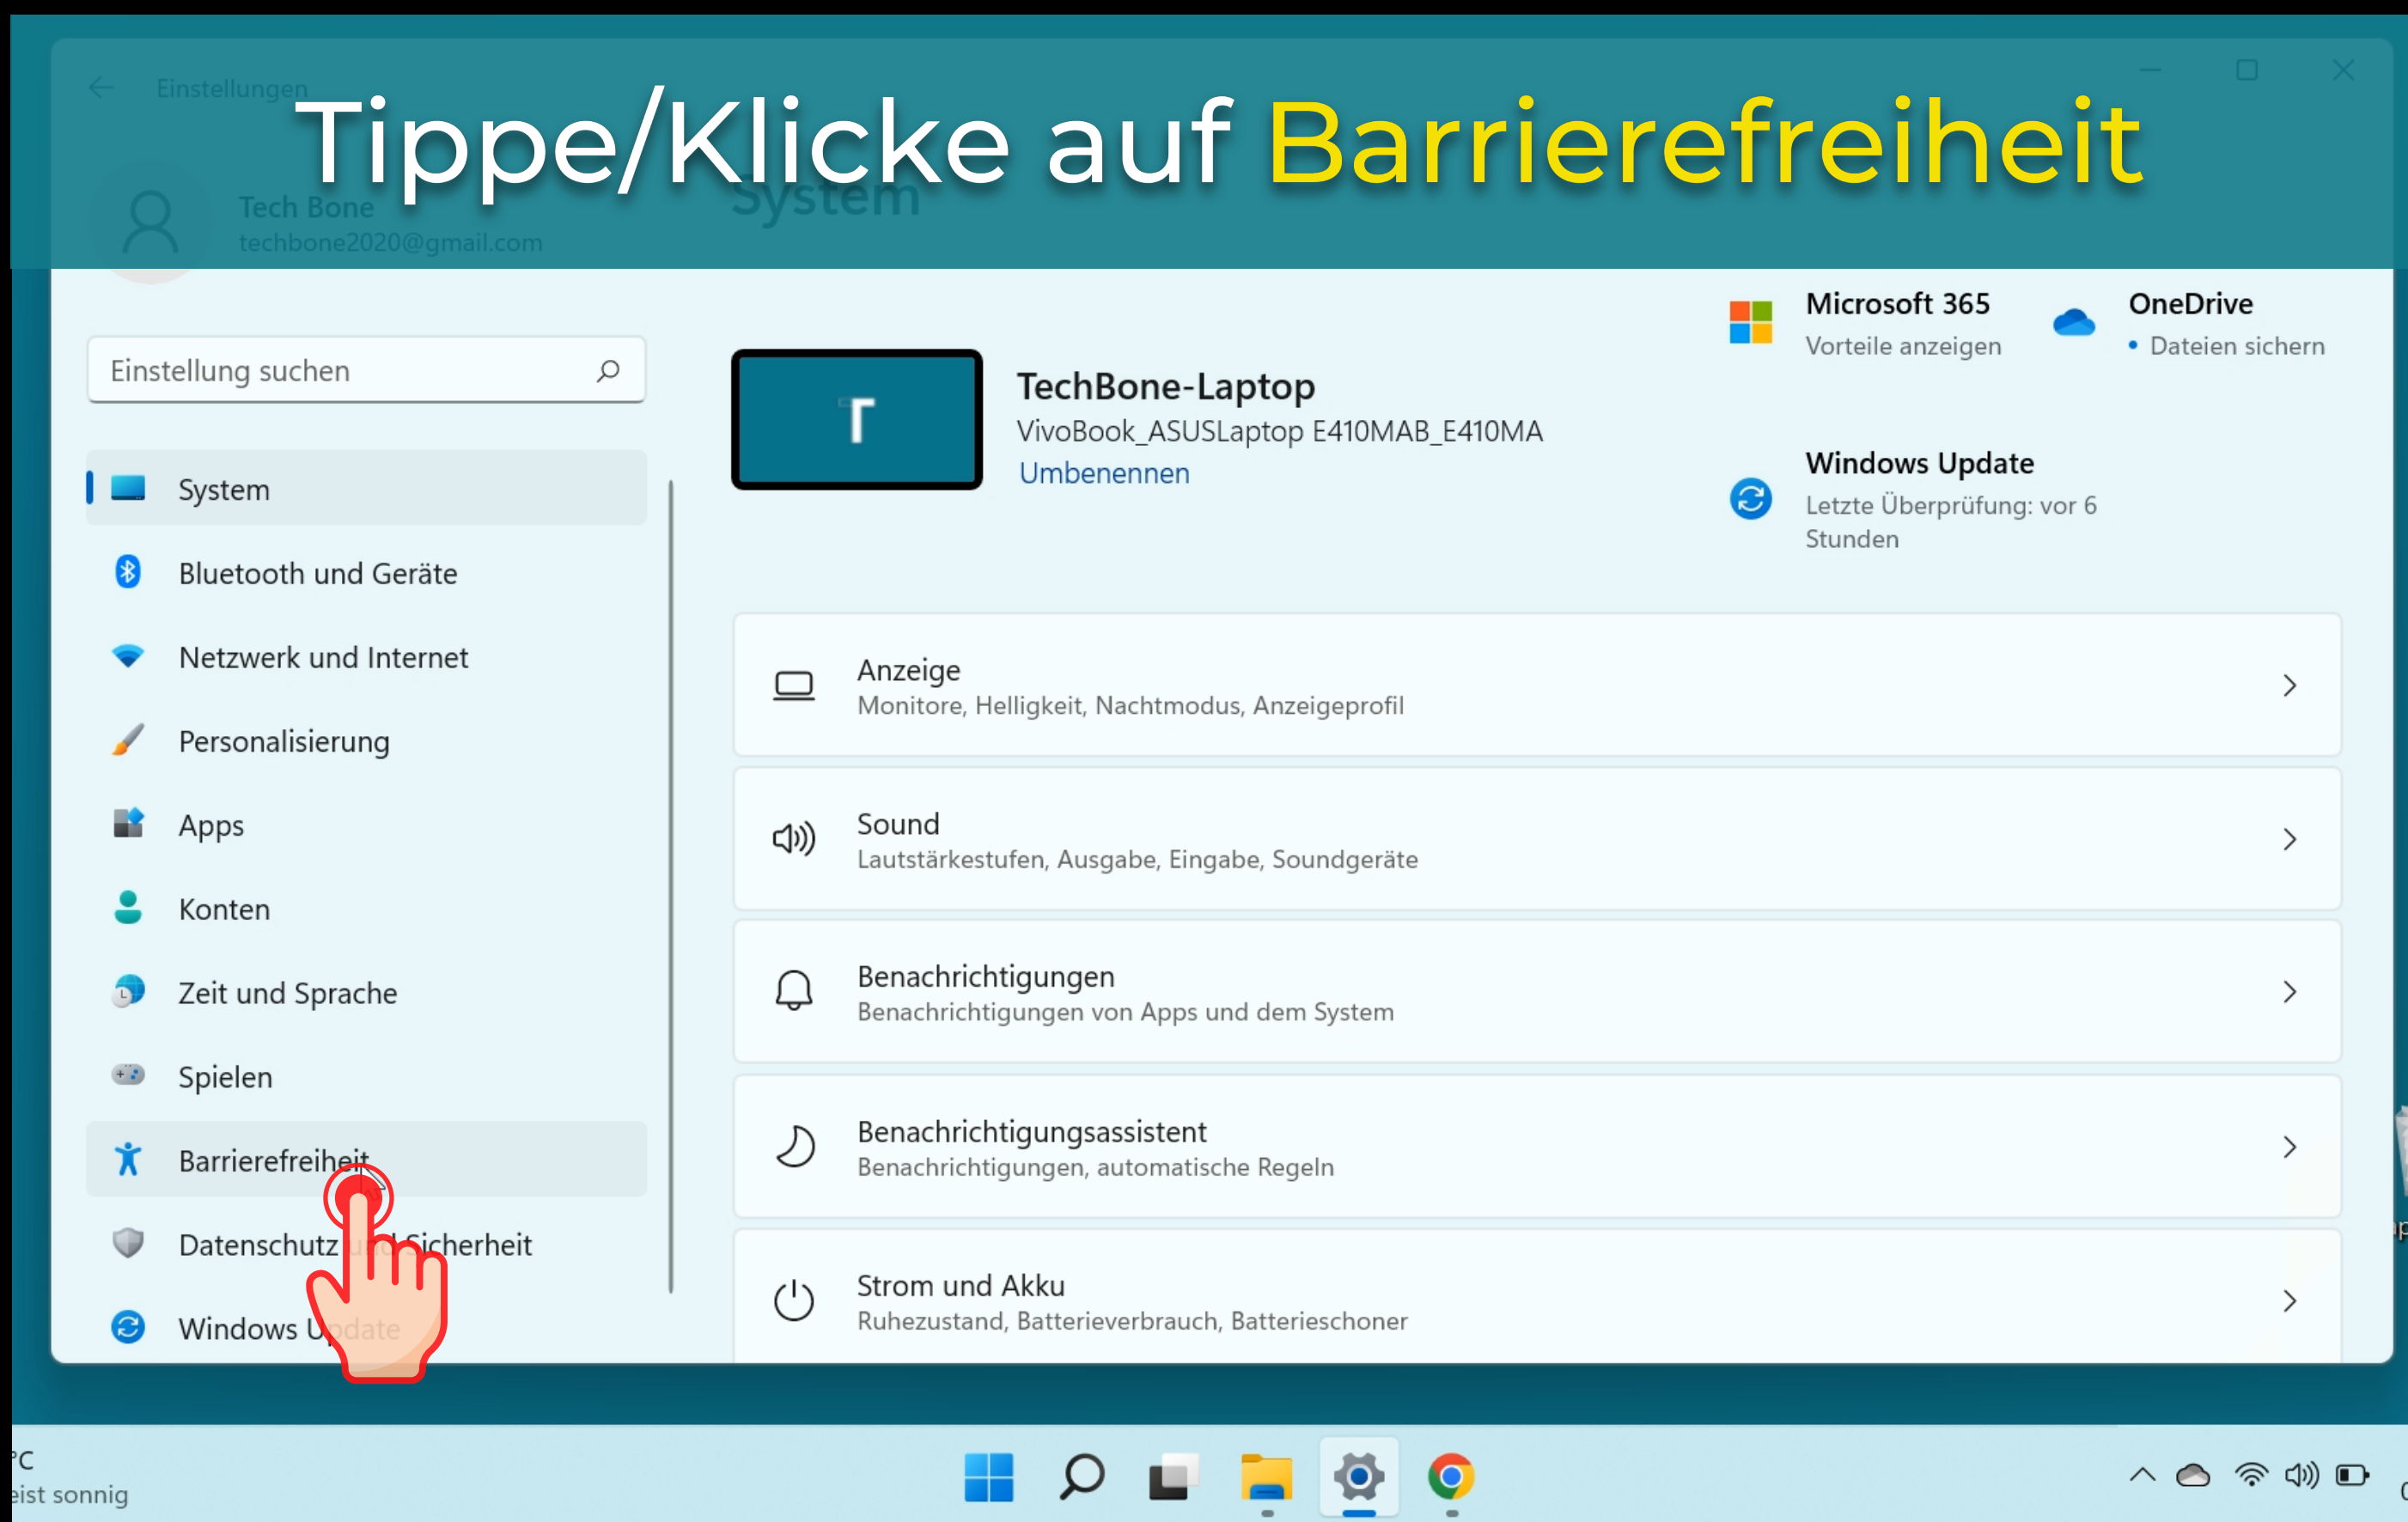 Einstellungen
Tippe/Klicke auf Barrierefreiheit
Tech Bone
techbone2020@gmail.com
System
Einstellung suchen
System
Bluetooth und Geräte
Netzwerk und Internet
Personalisierung
Apps
Konten
Zeit und Sprache
Spielen
Barrierefreiheit
Datenschutz und Sicherheit
Windows Update
T
TechBone-Laptop
VivoBook_ASUSLaptop E410MAB_E410MA
Umbenennen
Microsoft 365
Vorteile anzeigen
OneDrive
• Dateien sichern
Windows Update
Letzte Überprüfung: vor 6
Stunden
Anzeige
Monitore, Helligkeit, Nachtmodus, Anzeigeprofil
Sound
Lautstärkestufen, Ausgabe, Eingabe, Soundgeräte
Benachrichtigungen
Benachrichtigungen von Apps und dem System
Benachrichtigungsassistent
Benachrichtigungen, automatische Regeln
Strom und Akku
Ruhezustand, Batterieverbrauch, Batterieschoner
°C
eist sonnig